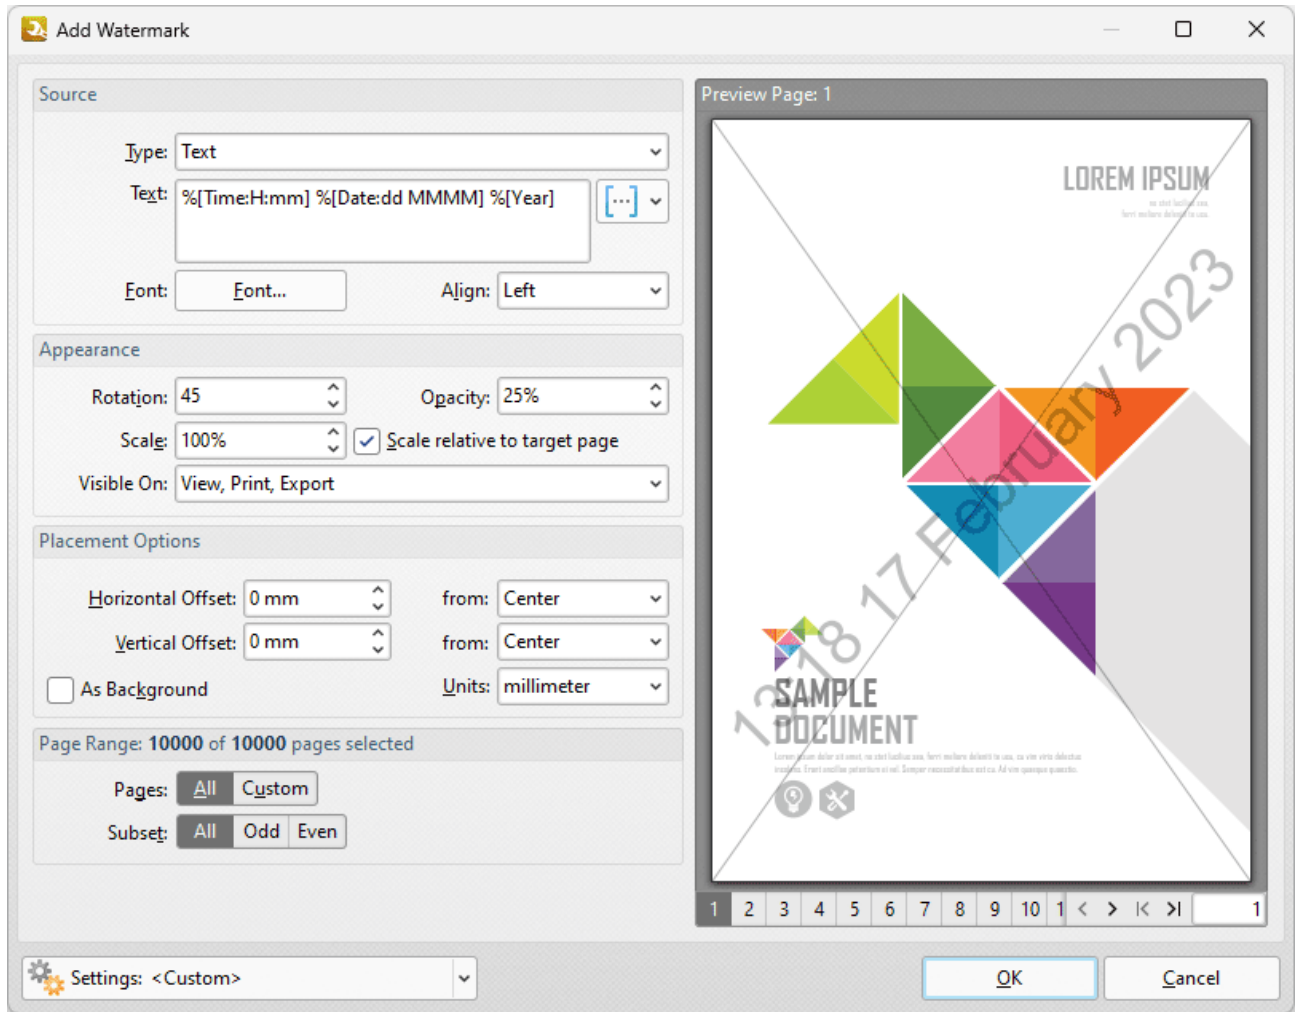 Add Watermark
Source
Type: Text
Text: %[Time:H:mm] %[Date:dd MMMM] %[Year]
Font: Font... Align: Left
Appearance
Rotation: 45 Opacity: 25%
Scale: 100% Scale relative to target page
Visible On: View, Print, Export
Placement Options
Horizontal Offset: 0 mm from: Center
Vertical Offset: 0 mm from: Center
As Background Units: millimeter
Page Range: 10000 of 10000 pages selected
Pages: All Custom
Subset: All Odd Even
Preview Page: 1
LOREM IPSUM
13:18 17 February 2023
SAMPLE
DOCUMENT
1 2 3 4 5 6 7 8 9 10 1 1
Settings: <Custom> OK Cancel